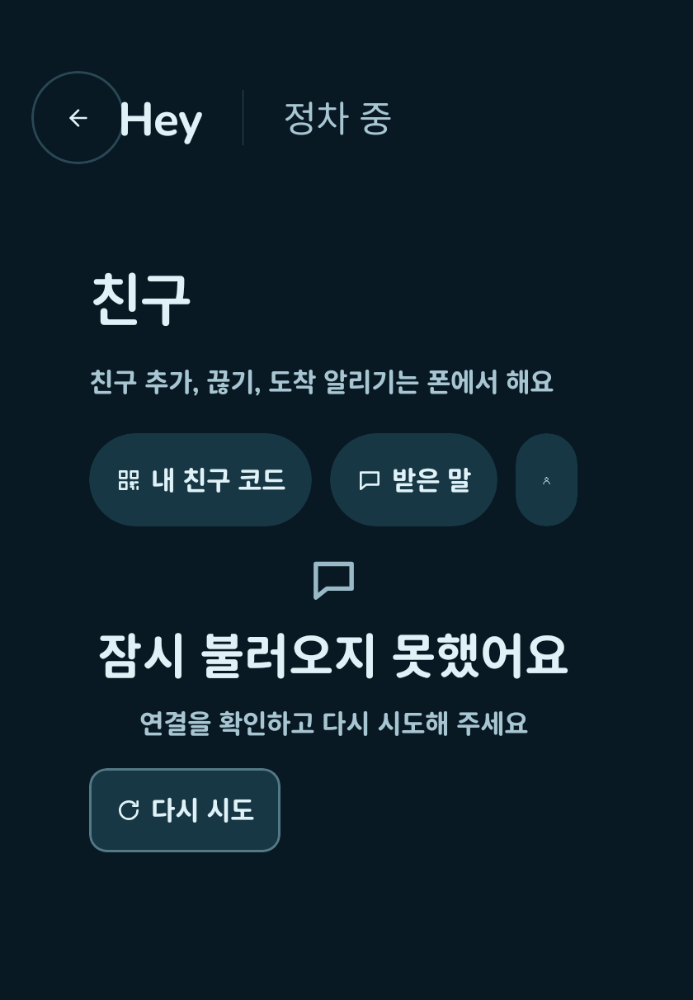 Hey 정차 중
친구
친구 추가, 끊기, 도착 알리기는 폰에서 해요
내 친구 코드 받은 말
잠시 불러오지 못했어요
연결을 확인하고 다시 시도해 주세요
다시 시도